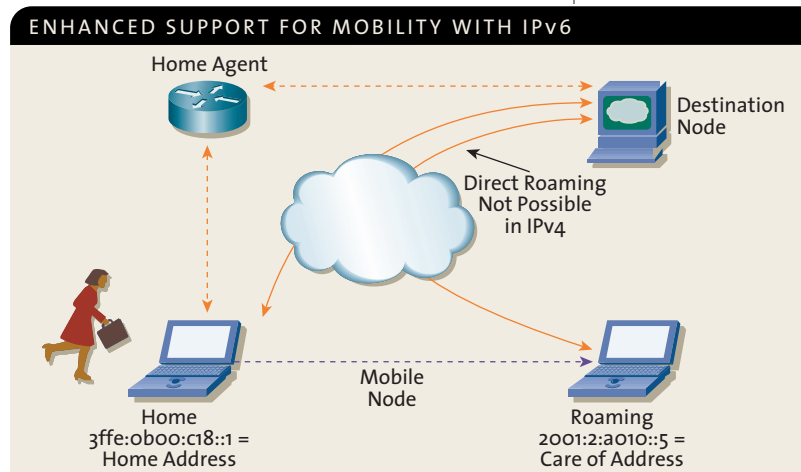 ENHANCED SUPPORT FOR MOBILITY WITH IPv6
Home Agent
Destination
Node
Direct Roaming
Not Possible
in IPv4
Mobile
Node
Home
3ffe:0b00:c18::1 =
Home Address
Roaming
2001:2:a010::5 =
Care of Address